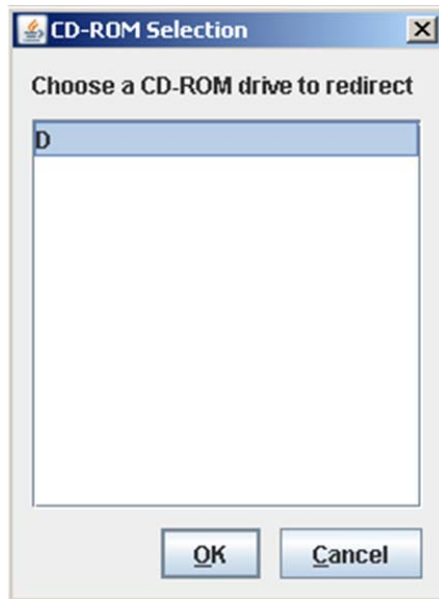 CD-ROM Selection
Choose a CD-ROM drive to redirect
D
OK
Cancel